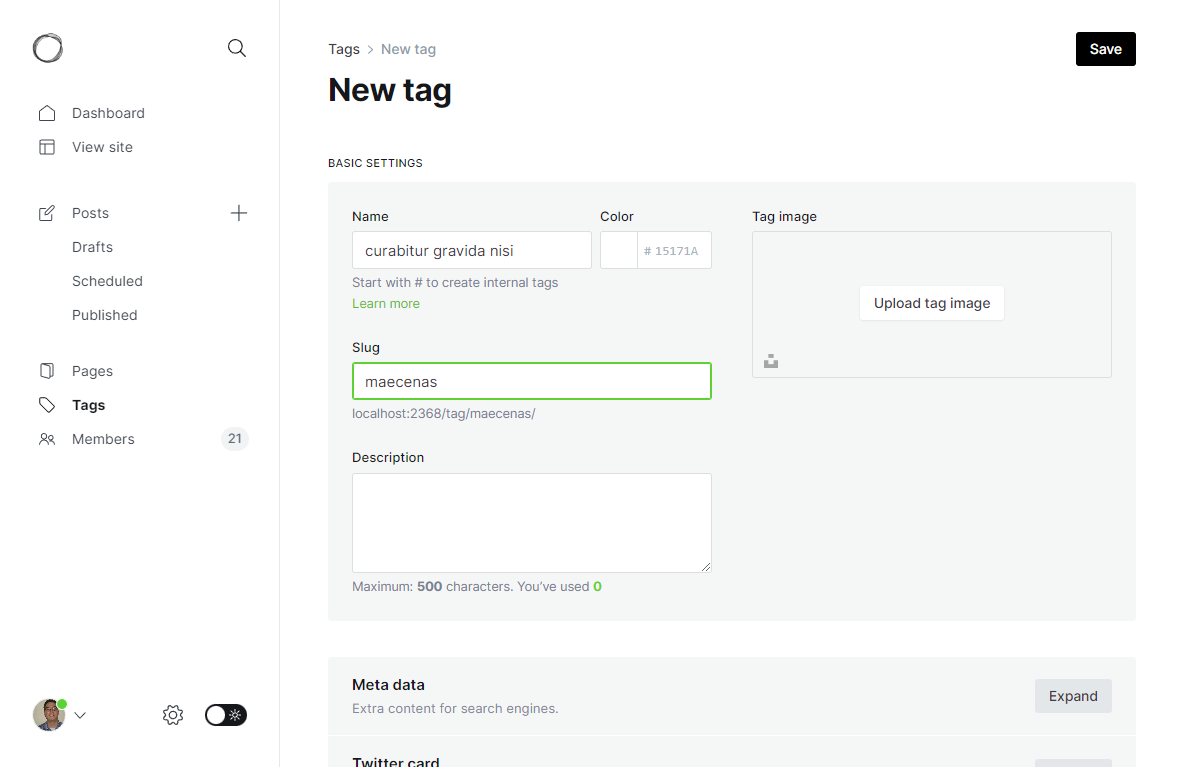 Dashboard
View site
Posts
Drafts
Scheduled
Published
Pages
Tags
Members 21
Tags > New tag
Save
New tag
BASIC SETTINGS
Name
curabitur gravida nisi
Start with # to create internal tags
Learn more
Color
# 15171A
Slug
maecenas
localhost:2368/tag/maecenas/
Description
Maximum: 500 characters. You’ve used 0
Tag image
Upload tag image
Meta data
Extra content for search engines.
Expand
Twitter card